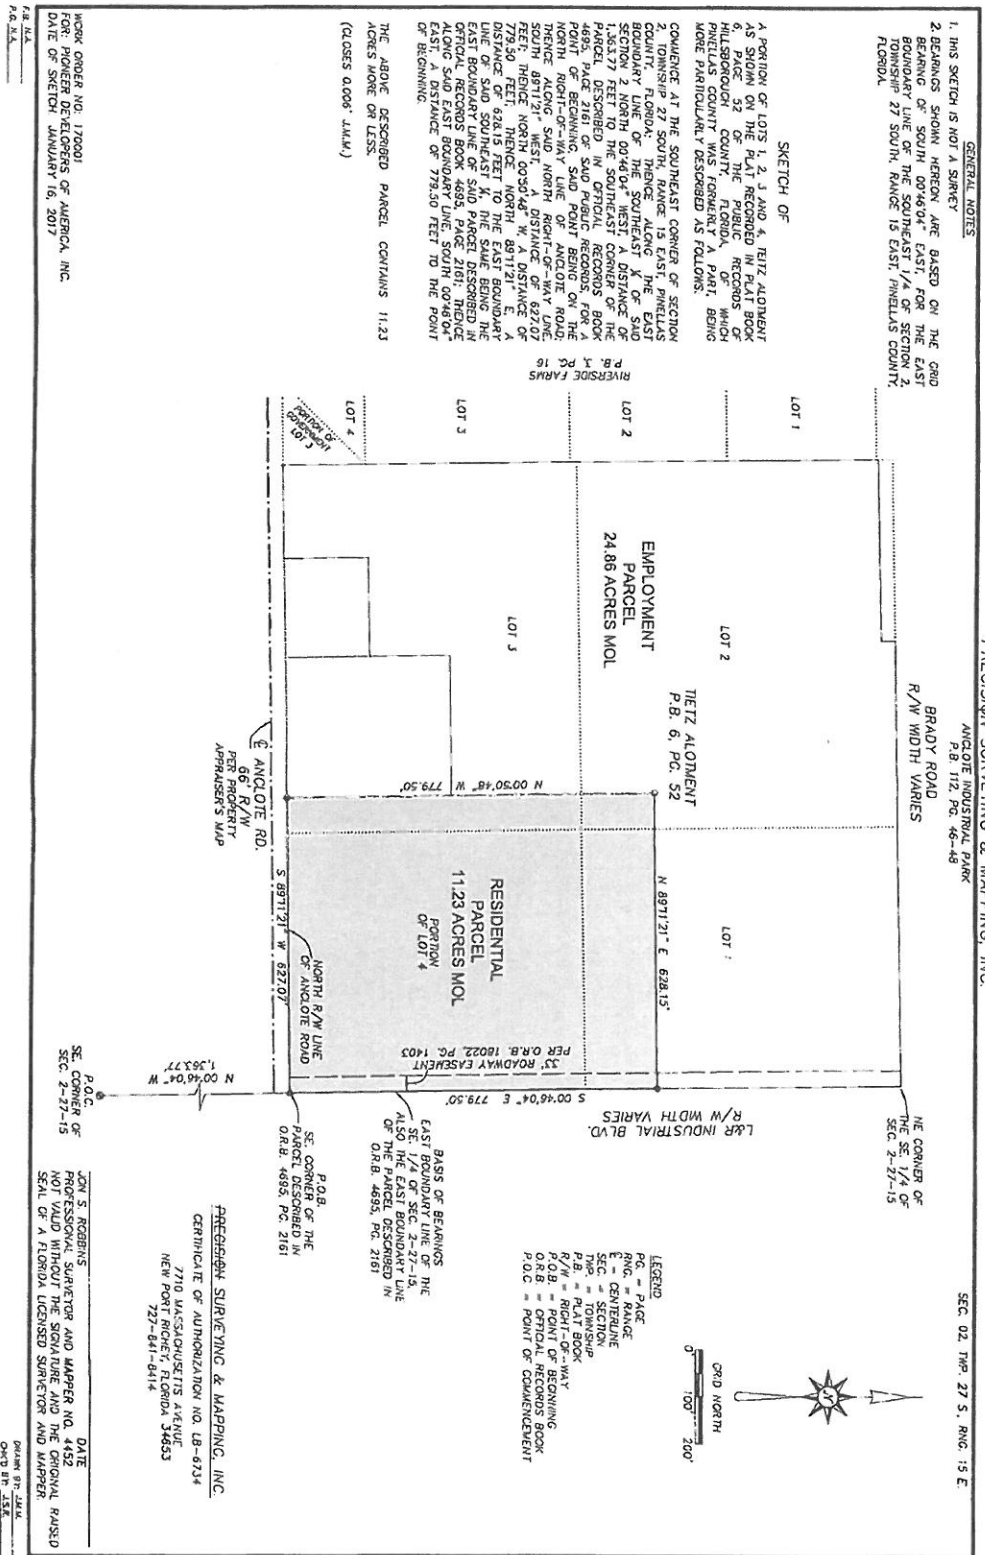 GENERAL NOTES
1. THIS SKETCH IS NOT A SURVEY
2. BEARINGS SHOWN HEREON ARE BASED ON THE GRID
BEARING OF SOUTH 00°46'04" EAST, FOR THE EAST
BOUNDARY LINE OF THE SOUTHEAST 1/4 OF SECTION 2,
TOWNSHIP 27 SOUTH, RANGE 15 EAST, PINELLAS COUNTY,
FLORIDA.
SKETCH OF
A PORTION OF LOTS 1, 2, 3 AND 4, TEITZ ALOTMENT
AS SHOWN ON THE PLAT RECORDED IN PLAT BOOK
6, PAGE 52 OF THE PUBLIC RECORDS OF
HILLSBOROUGH COUNTY, FLORIDA, OF WHICH
PINELLAS COUNTY WAS FORMERLY A PART, BEING
MORE PARTICULARLY DESCRIBED AS FOLLOWS:
COMMENCE AT THE SOUTHEAST CORNER OF SECTION
2, TOWNSHIP 27 SOUTH, RANGE 15 EAST, PINELLAS
COUNTY, FLORIDA; THENCE ALONG THE EAST
BOUNDARY LINE OF THE SOUTHEAST ¼ OF SAID
SECTION 2 NORTH 00°46'04" WEST, A DISTANCE OF
1,363.77 FEET TO THE SOUTHEAST CORNER OF THE
PARCEL DESCRIBED IN OFFICIAL RECORDS BOOK
4695, PAGE 2161 OF SAID PUBLIC RECORDS, FOR A
POINT OF BEGINNING, SAID POINT BEING ON THE
NORTH RIGHT-OF-WAY LINE OF ANCLOTE ROAD;
THENCE ALONG SAID NORTH RIGHT-OF-WAY LINE,
SOUTH 89°11'21" WEST, A DISTANCE OF 627.07
FEET; THENCE NORTH 00°50'48" W, A DISTANCE OF
779.50 FEET; THENCE NORTH 89°11'21" E, A
DISTANCE OF 628.15 FEET TO THE EAST BOUNDARY
LINE OF SAID SOUTHEAST ¼, THE SAME BEING THE
EAST BOUNDARY LINE OF SAID PARCEL DESCRIBED IN
OFFICIAL RECORDS BOOK 4695, PAGE 2161; THENCE
ALONG SAID EAST BOUNDARY LINE, SOUTH 00°46'04"
EAST, A DISTANCE OF 779.50 FEET TO THE POINT
OF BEGINNING.
THE ABOVE DESCRIBED PARCEL CONTAINS 11.23
ACRES MORE OR LESS.
(CLOSES 0.006' J.M.M.)
WORK ORDER NO: 170001
FOR: PIONEER DEVELOPERS OF AMERICA, INC.
DATE OF SKETCH JANUARY 16, 2017
F.B. N.A.
P.G. N.A.
PRECISION SURVEYING & MAPPING, INC.
ANCLOTE INDUSTRIAL PARK
P.B. 112, PG. 46-48
BRADY ROAD
R/W WIDTH VARIES
SEC. 02, TWP. 27 S., RNG. 15 E.
RIVERSIDE FARMS
P.B. 3, PG. 16
LOT 1
LOT 2
LOT 3
LOT 4
PORTION OF
GOVERNMENT
LOT 3
EMPLOYMENT
PARCEL
24.86 ACRES MOL
LOT 2
LOT 3
TIETZ ALOTMENT
P.B. 6, PG. 52
LOT 1
N 89°11'21" E 628.15'
N 00°50'48" W 779.50'
RESIDENTIAL
PARCEL
11.23 ACRES MOL
PORTION
OF LOT 4
33' ROADWAY EASEMENT
PER O.R.B. 18022, PG. 1403
S 00°46'04" E 779.50'
L&R INDUSTRIAL BLVD.
R/W WIDTH VARIES
NE CORNER OF
THE SE. 1/4 OF
SEC. 2-27-15
℄ ANCLOTE RD.
66' R/W
PER PROPERTY
APPRAISER'S MAP
S 89°11'21" W 627.07'
NORTH R/W LINE
OF ANCLOTE ROAD
N 00°46'04" W
1,363.77'
P.O.C.
SE. CORNER OF
SEC. 2-27-15
P.O.B.
SE. CORNER OF THE
PARCEL DESCRIBED IN
O.R.B. 4695, PG. 2161
BASIS OF BEARINGS
EAST BOUNDARY LINE OF THE
SE. 1/4 OF SEC. 2-27-15,
ALSO THE EAST BOUNDARY LINE
OF THE PARCEL DESCRIBED IN
O.R.B. 4695, PG. 2161
GRID NORTH
N
0 100' 200'
LEGEND
PG. = PAGE
RNG. = RANGE
℄ = CENTERLINE
SEC. = SECTION
TWP. = TOWNSHIP
P.B. = PLAT BOOK
R/W = RIGHT-OF-WAY
P.O.B. = POINT OF BEGINNING
O.R.B. = OFFICIAL RECORDS BOOK
P.O.C. = POINT OF COMMENCEMENT
PRECISION SURVEYING & MAPPING, INC.
CERTIFICATE OF AUTHORIZATION NO. LB-6734
7710 MASSACHUSETTS AVENUE
NEW PORT RICHEY, FLORIDA 34653
727-841-8414
JON S. ROBBINS DATE
PROFESSIONAL SURVEYOR AND MAPPER NO. 4452
NOT VALID WITHOUT THE SIGNATURE AND THE ORIGINAL RAISED
SEAL OF A FLORIDA LICENSED SURVEYOR AND MAPPER.
DRAWN BY: J.M.M.
CHK'D BY: J.S.R.